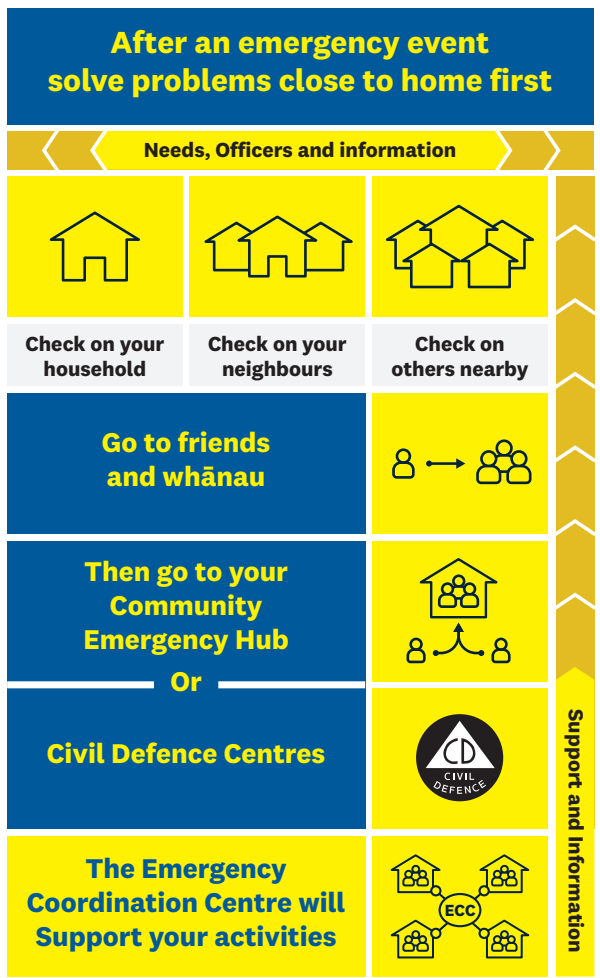 After an emergency event
solve problems close to home first
Needs, Officers and information
Check on your
household
Check on your
neighbours
Check on
others nearby
Go to friends
and whānau
Then go to your
Community
Emergency Hub
Or
Civil Defence Centres
CD
CIVIL
DEFENCE
The Emergency
Coordination Centre will
Support your activities
ECC
Support and Information